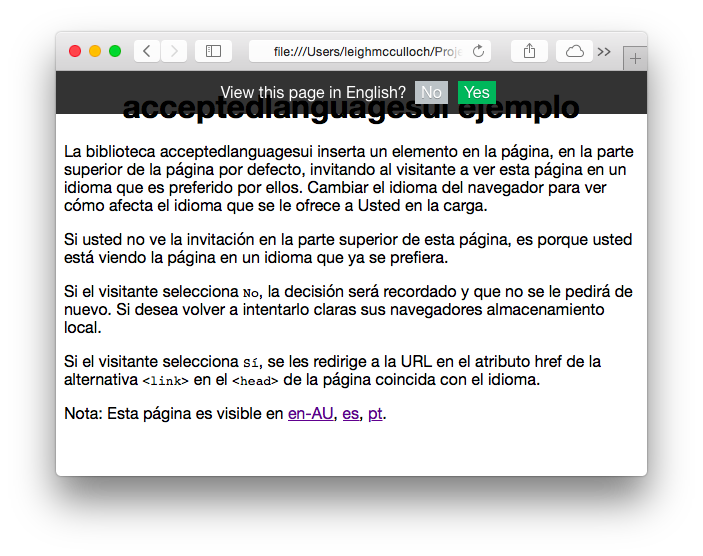 file:///Users/leighmcculloch/Proje
View this page in English? No Yes
acceptedlanguagesui ejemplo
La biblioteca acceptedlanguagesui inserta un elemento en la página, en la parte
superior de la página por defecto, invitando al visitante a ver esta página en un
idioma que es preferido por ellos. Cambiar el idioma del navegador para ver
cómo afecta el idioma que se le ofrece a Usted en la carga.
Si usted no ve la invitación en la parte superior de esta página, es porque usted
está viendo la página en un idioma que ya se prefiera.
Si el visitante selecciona No, la decisión será recordado y que no se le pedirá de
nuevo. Si desea volver a intentarlo claras sus navegadores almacenamiento
local.
Si el visitante selecciona Sí, se les redirige a la URL en el atributo href de la
alternativa <link> en el <head> de la página coincida con el idioma.
Nota: Esta página es visible en en-AU, es, pt.